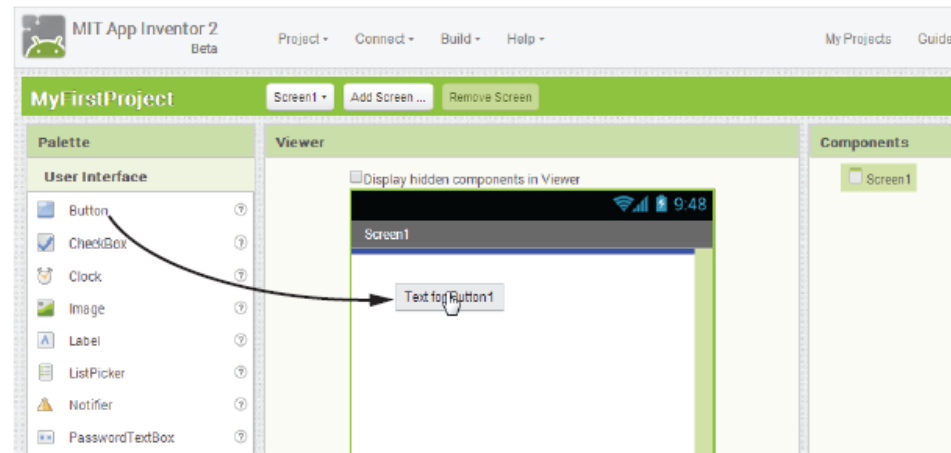 MIT App Inventor 2
Beta
Project Connect Build Help
My Projects Guide
MyFirstProject
Screen1 Add Screen ... Remove Screen
Palette
Viewer
Components
User Interface
Display hidden components in Viewer
Screen1
9:48
Screen1
Button
CheckBox
Clock
Text for Button1
Image
Label
ListPicker
Notifier
PasswordTextBox